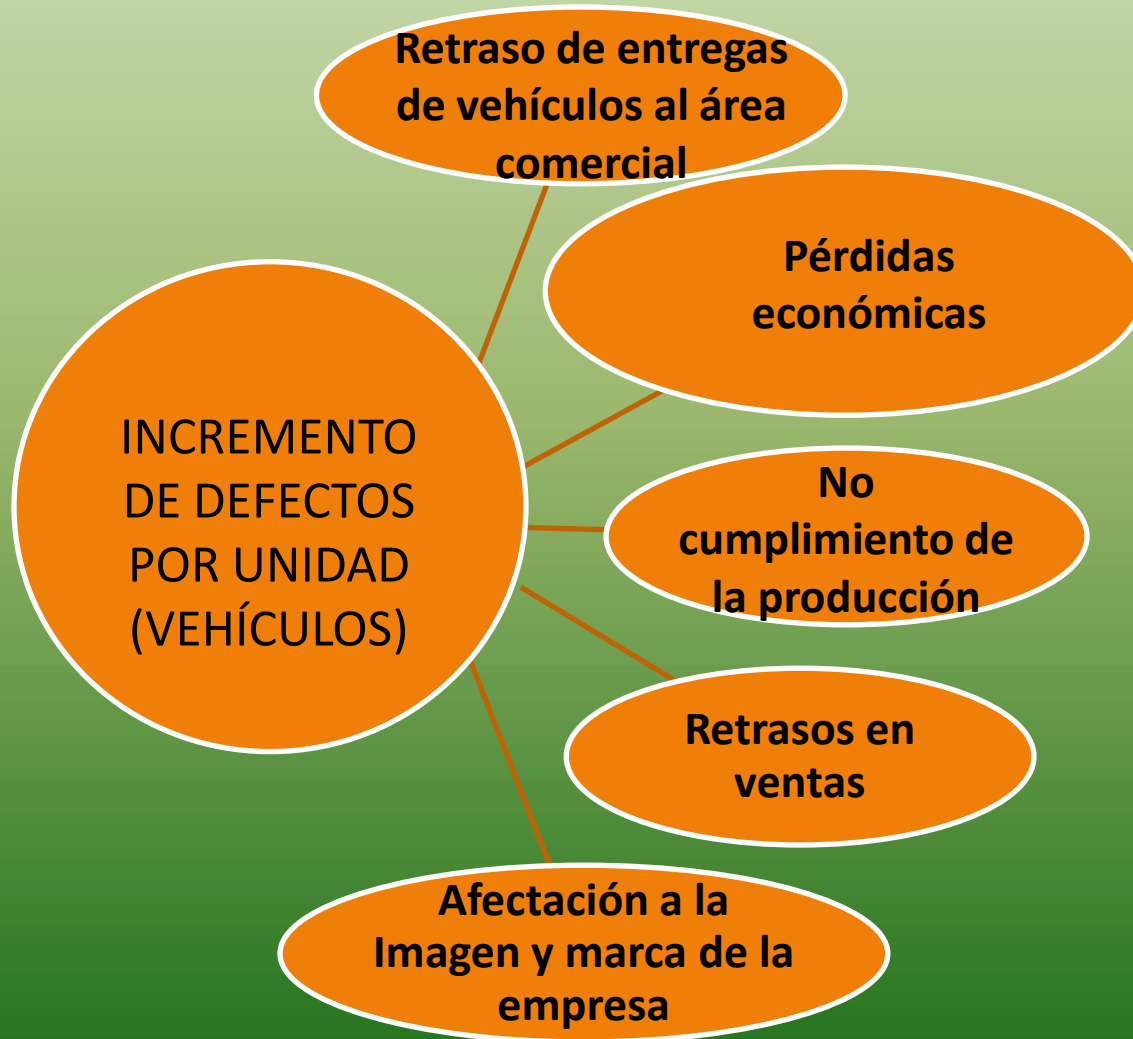 Retraso de entregas
de vehículos al área
comercial
Pérdidas
económicas
INCREMENTO
DE DEFECTOS
POR UNIDAD
(VEHÍCULOS)
No
cumplimiento de
la producción
Retrasos en
ventas
Afectación a la
Imagen y marca de la
empresa